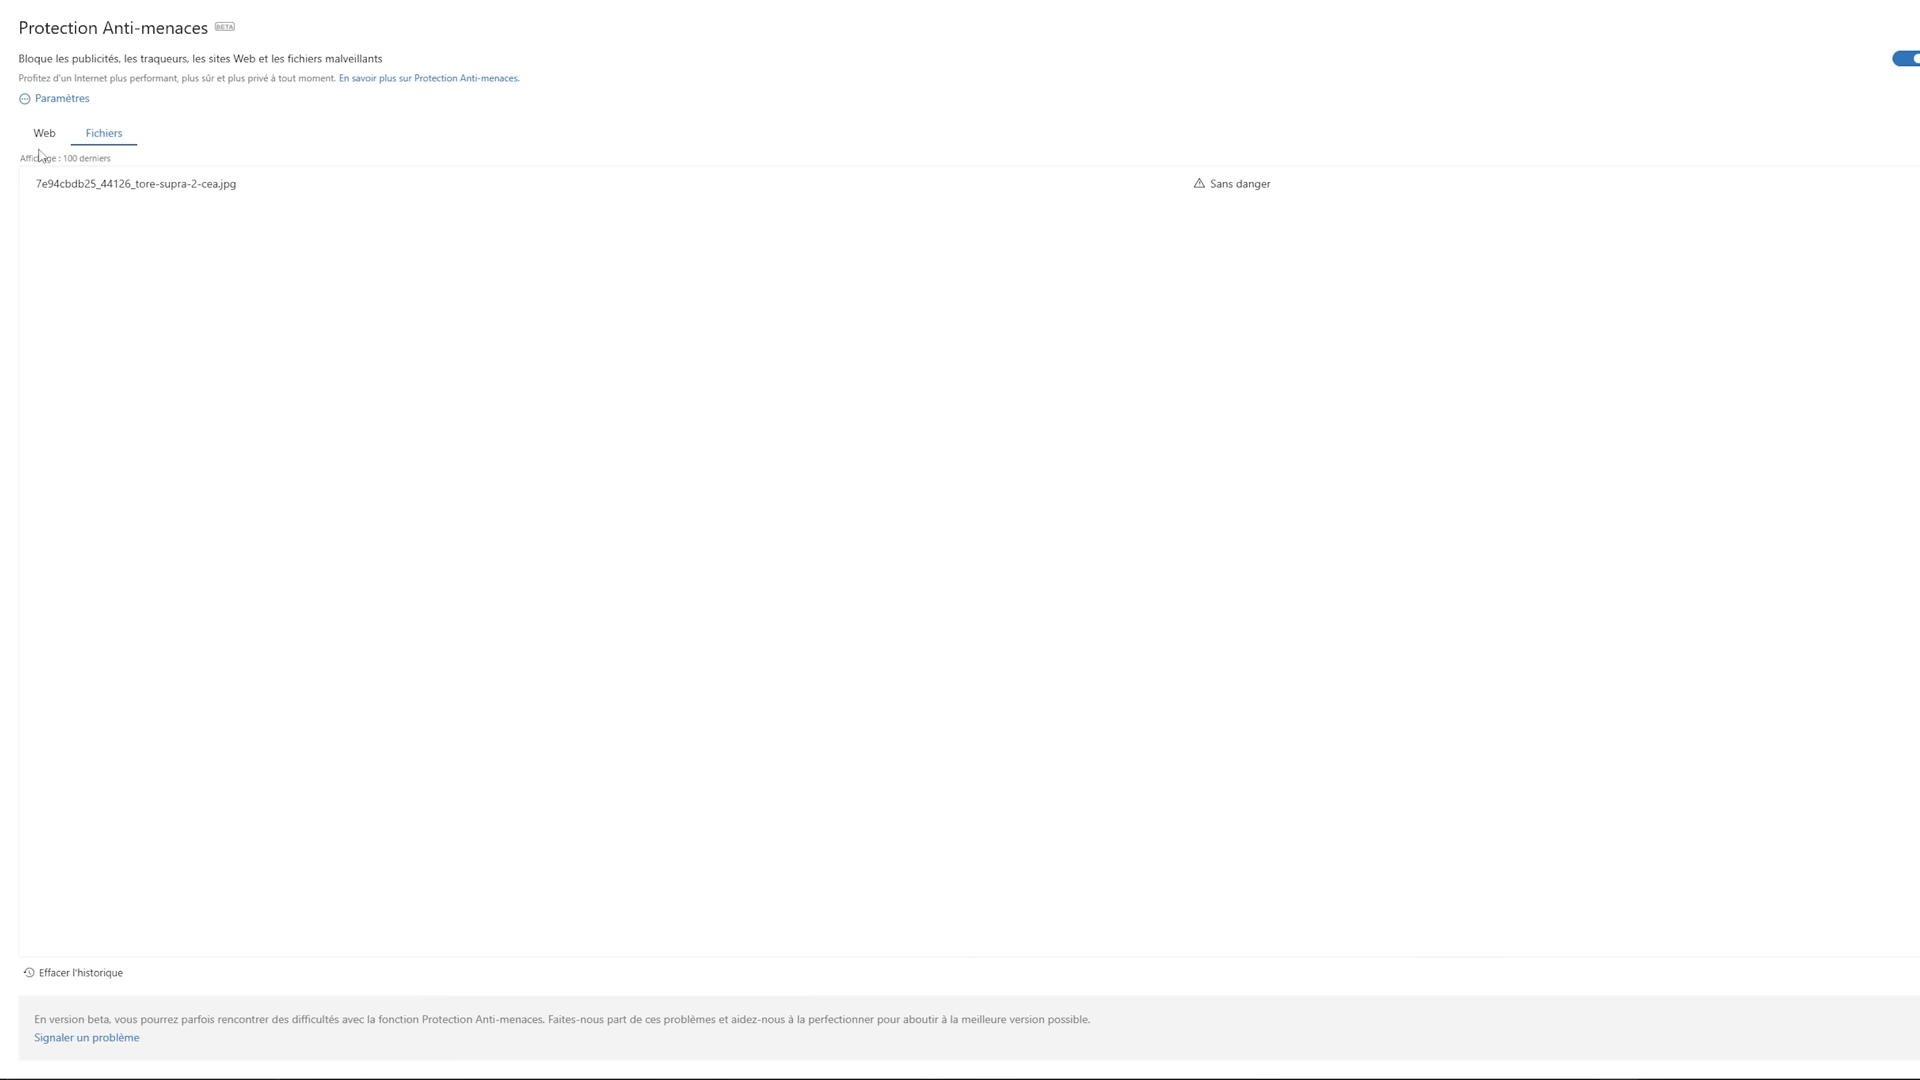 Protection Anti-menaces BETA
Bloque les publicités, les traqueurs, les sites Web et les fichiers malveillants
Profitez d'un Internet plus performant, plus sûr et plus privé à tout moment. En savoir plus sur Protection Anti-menaces.
Paramètres
Web Fichiers
Affichage : 100 derniers
7e94cbdb25_44126_tore-supra-2-cea.jpg Sans danger
Effacer l'historique
En version beta, vous pourrez parfois rencontrer des difficultés avec la fonction Protection Anti-menaces. Faites-nous part de ces problèmes et aidez-nous à la perfectionner pour aboutir à la meilleure version possible.
Signaler un problème